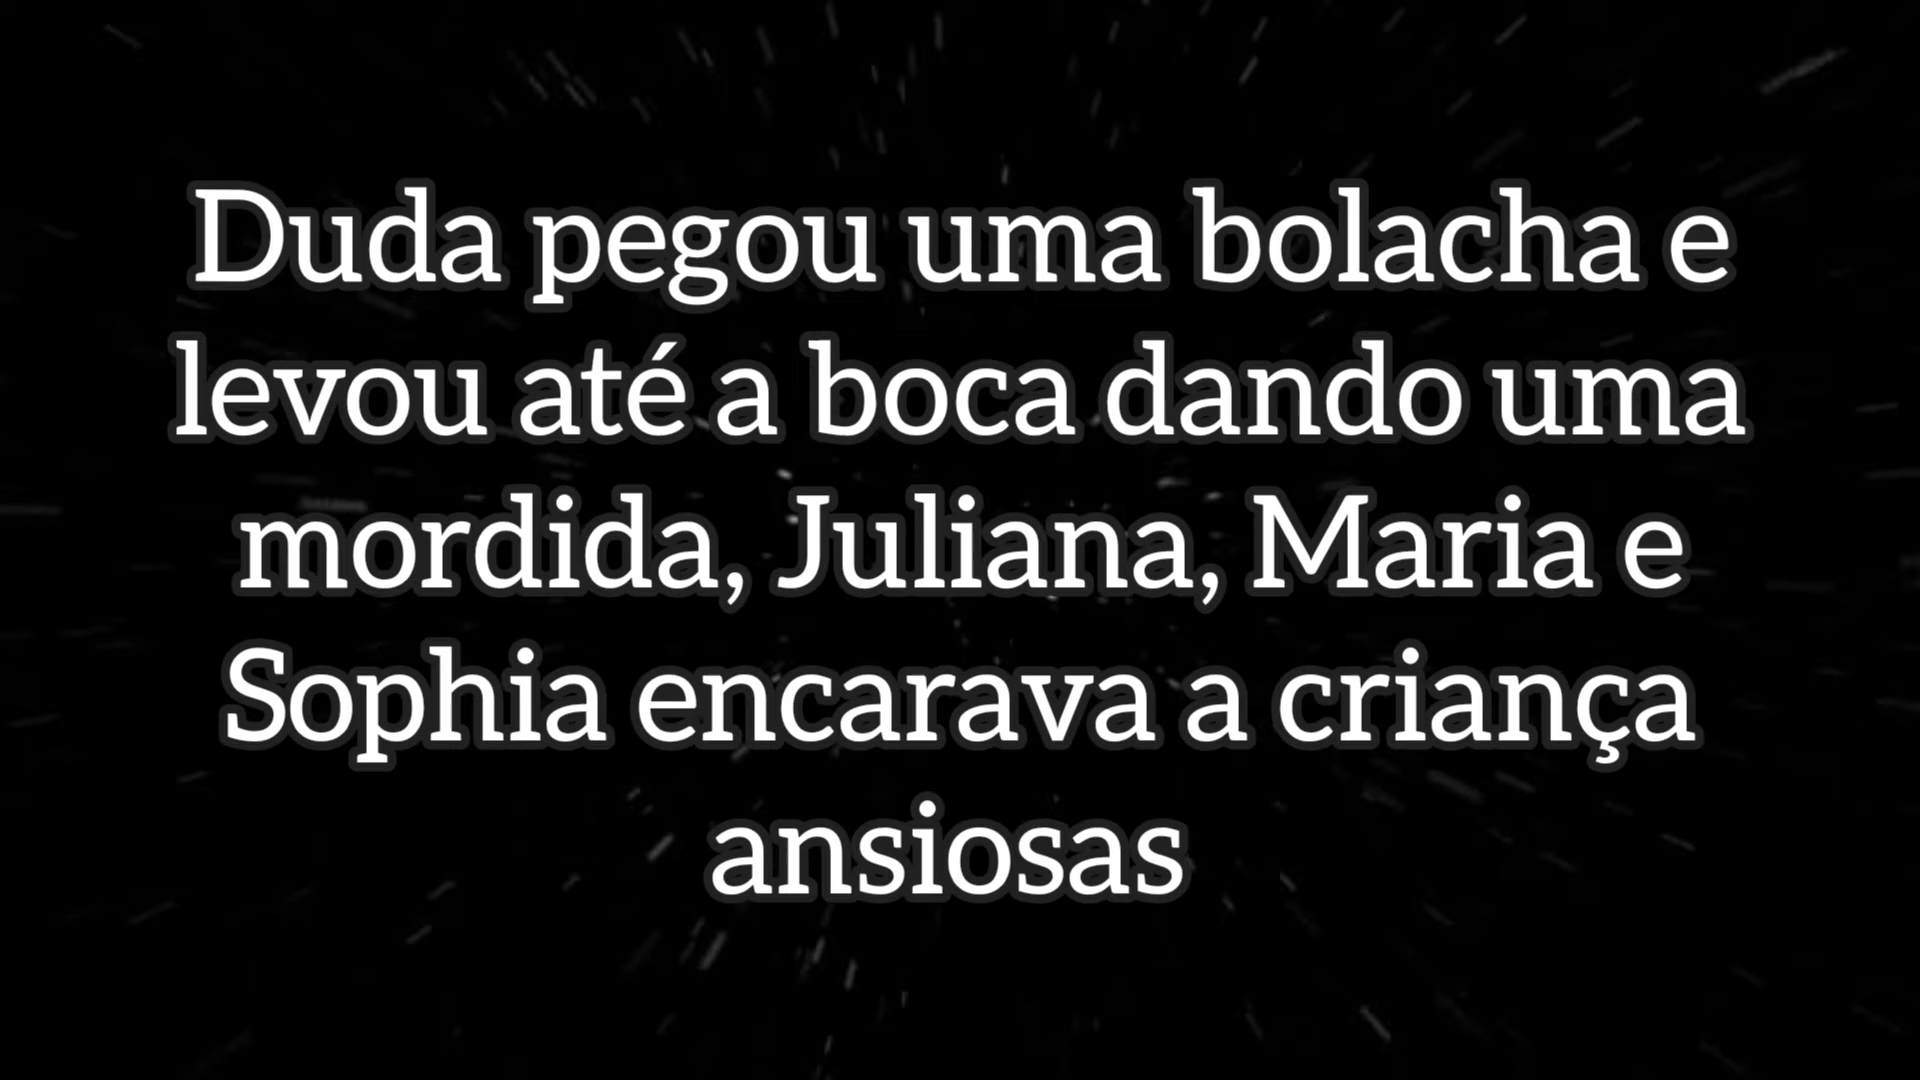 Duda pegou uma bolacha e
levou até a boca dando uma
mordida, Juliana, Maria e
Sophia encarava a criança
ansiosas